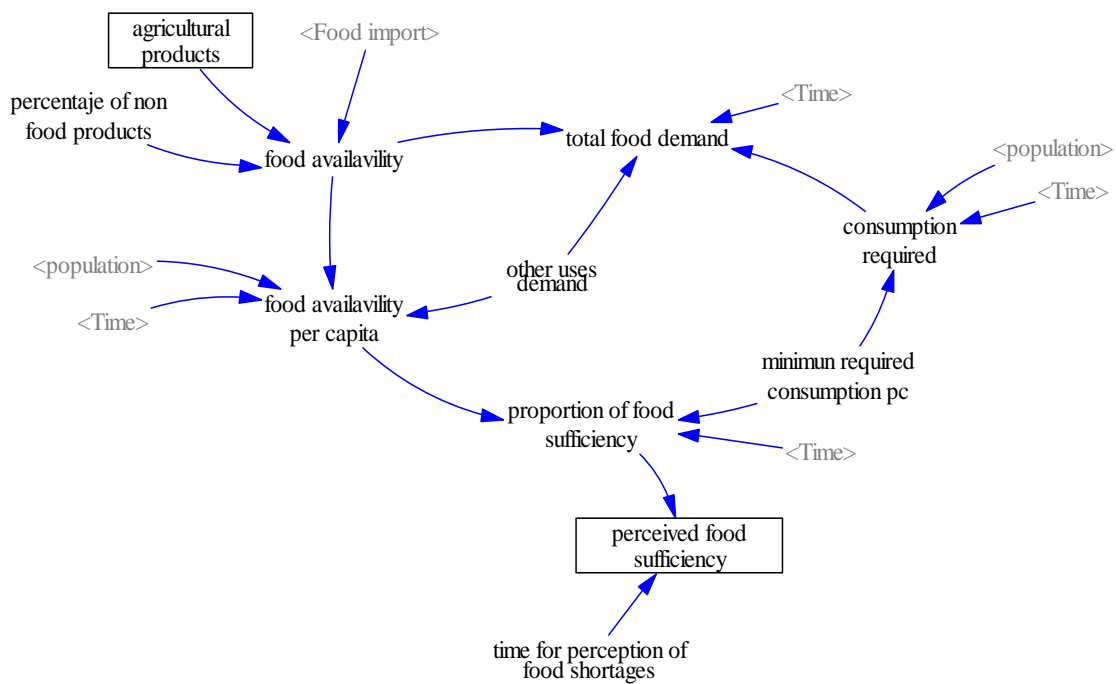 agricultural
products
<Food import>
percentaje of non
food products
<Time>
total food demand
food availavility
<population>
<Time>
consumption
required
<population>
other uses
demand
<Time>
food availavility
per capita
minimun required
consumption pc
proportion of food
sufficiency
<Time>
perceived food
sufficiency
time for perception of
food shortages